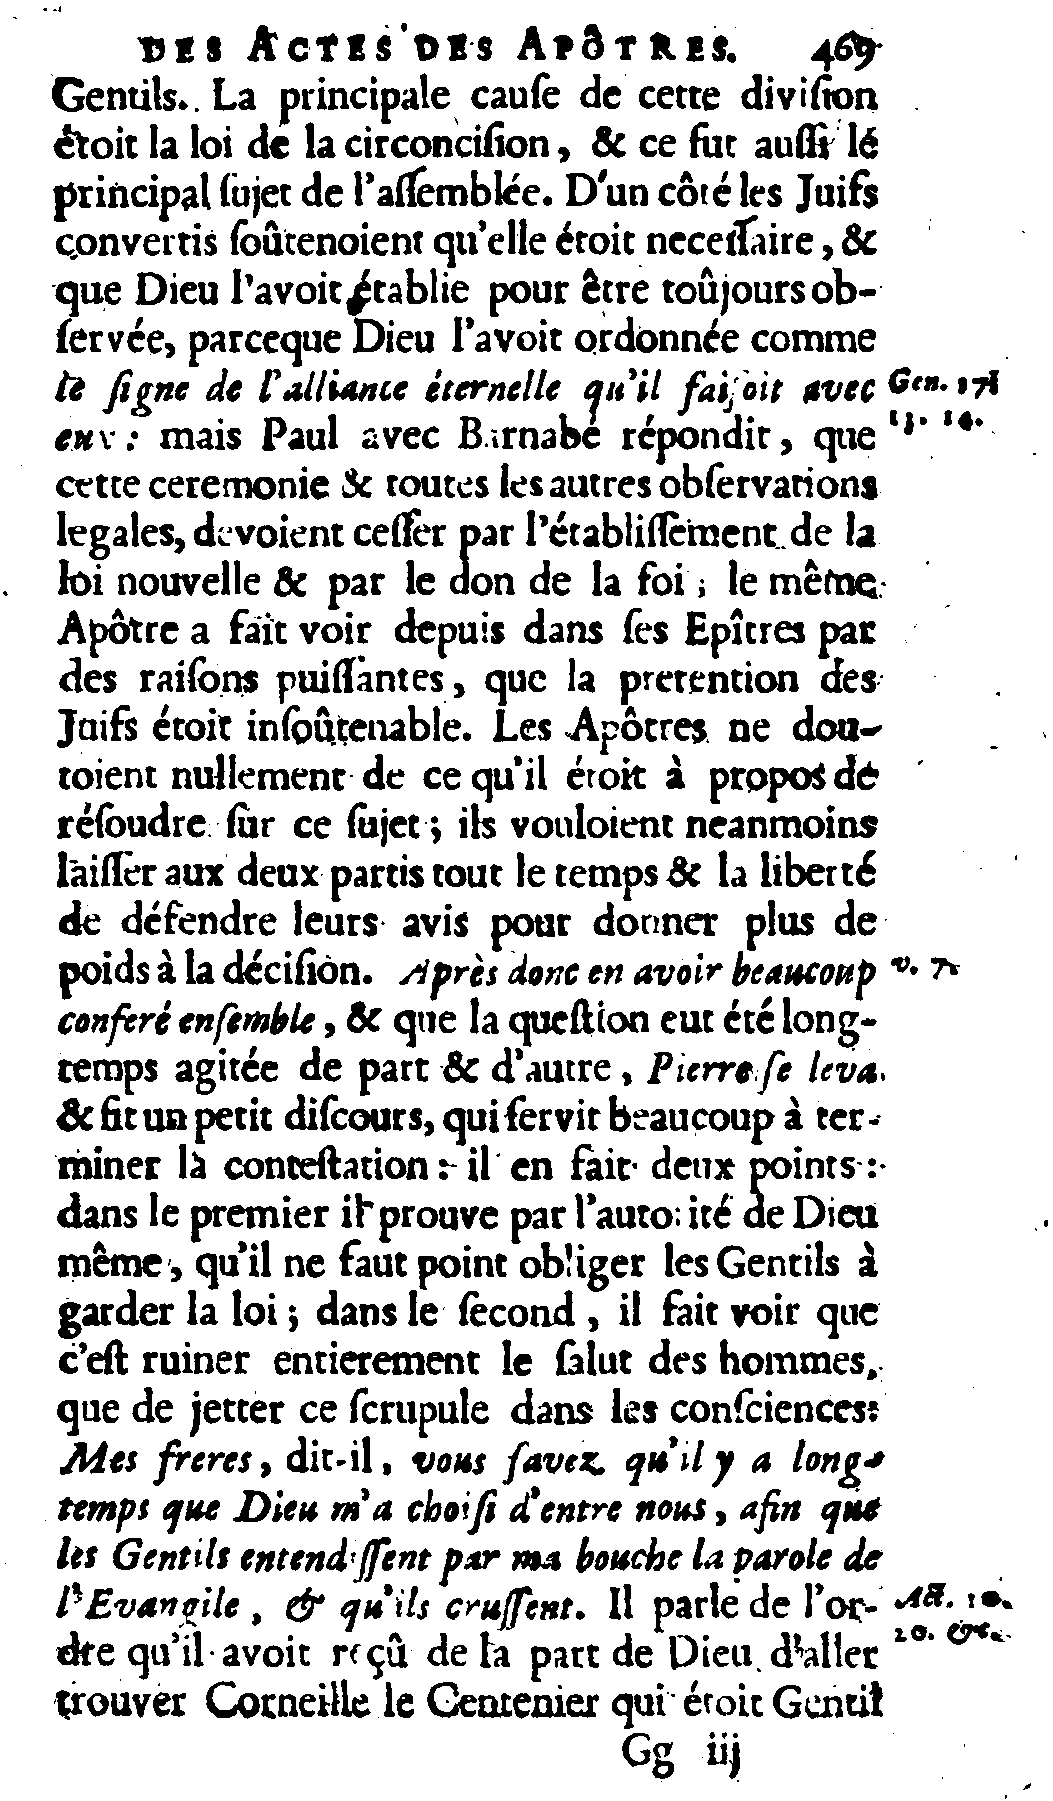 DES ACTES DES APÔTRES. 469
Gentils. La principale cauſe de cette diviſion
étoit la loi de la circonciſion, & ce fut auſſi le
principal ſujet de l'aſſemblée. D'un côté les Juifs
convertis ſoûtenoient qu'elle étoit neceſſaire, &
que Dieu l'avoit établie pour être toûjours ob-
ſervée, parceque Dieu l'avoit ordonnée comme
le ſigne de l'alliance éternelle qu'il faiſoit avec Gen. 17.
eux : mais Paul avec Barnabé répondit, que 13. 14.
cette ceremonie & toutes les autres obſervations
legales, devoient ceſſer par l'établiſſement de la
loi nouvelle & par le don de la foi ; le même
Apôtre a fait voir depuis dans ſes Epîtres par
des raiſons puiſſantes, que la pretention des
Juifs étoit inſoûtenable. Les Apôtres ne dou-
toient nullement de ce qu'il étoit à propos de
réſoudre ſur ce ſujet ; ils vouloient neanmoins
laiſſer aux deux partis tout le temps & la liberté
de défendre leurs avis pour donner plus de
poids à la déciſion. Après donc en avoir beaucoup v. 7.
conferé enſemble, & que la queſtion eut été long-
temps agitée de part & d'autre, Pierre ſe leva
& fit un petit diſcours, qui ſervit beaucoup à ter-
miner la conteſtation : il en fait deux points :
dans le premier il prouve par l'autorité de Dieu
même, qu'il ne faut point obliger les Gentils à
garder la loi ; dans le ſecond, il fait voir que
c'eſt ruiner entierement le ſalut des hommes,
que de jetter ce ſcrupule dans les conſciences:
Mes freres, dit-il, vous ſavez qu'il y a long-
temps que Dieu m'a choiſi d'entre nous, afin que
les Gentils entendiſſent par ma bouche la parole de
l'Evangile, & qu'ils cruſſent. Il parle de l'or- Act. 10.
dre qu'il avoit reçû de la part de Dieu d'aller 20. &c.
trouver Corneille le Centenier qui étoit Gentil
Gg iij